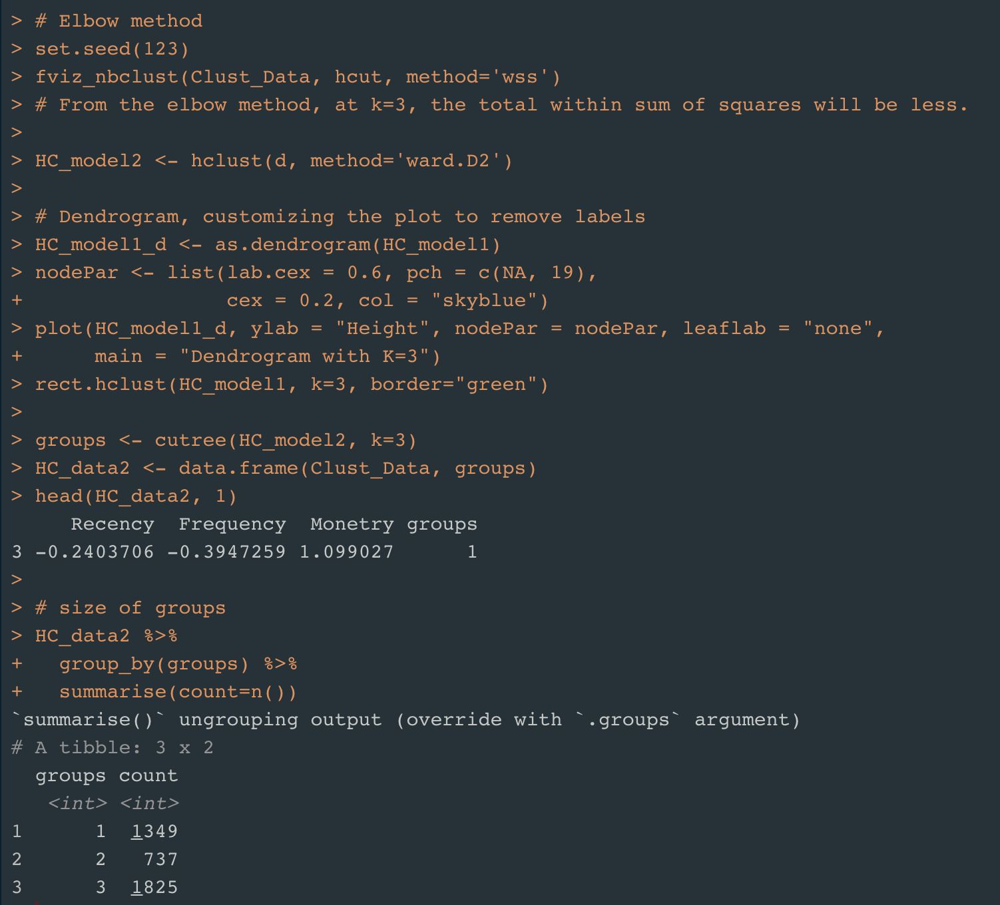 > # Elbow method
> set.seed(123)
> fviz_nbclust(Clust_Data, hcut, method='wss')
> # From the elbow method, at k=3, the total within sum of squares will be less.
>
> HC_model2 <- hclust(d, method='ward.D2')
>
> # Dendrogram, customizing the plot to remove labels
> HC_model1_d <- as.dendrogram(HC_model1)
> nodePar <- list(lab.cex = 0.6, pch = c(NA, 19),
+                 cex = 0.2, col = "skyblue")
> plot(HC_model1_d, ylab = "Height", nodePar = nodePar, leaflab = "none",
+      main = "Dendrogram with K=3")
> rect.hclust(HC_model1, k=3, border="green")
>
> groups <- cutree(HC_model2, k=3)
> HC_data2 <- data.frame(Clust_Data, groups)
> head(HC_data2, 1)
     Recency  Frequency  Monetry groups
3 -0.2403706 -0.3947259 1.099027      1
>
> # size of groups
> HC_data2 %>%
+   group_by(groups) %>%
+   summarise(count=n())
`summarise()` ungrouping output (override with `.groups` argument)
# A tibble: 3 x 2
  groups count
   <int> <int>
1      1  1349
2      2   737
3      3  1825